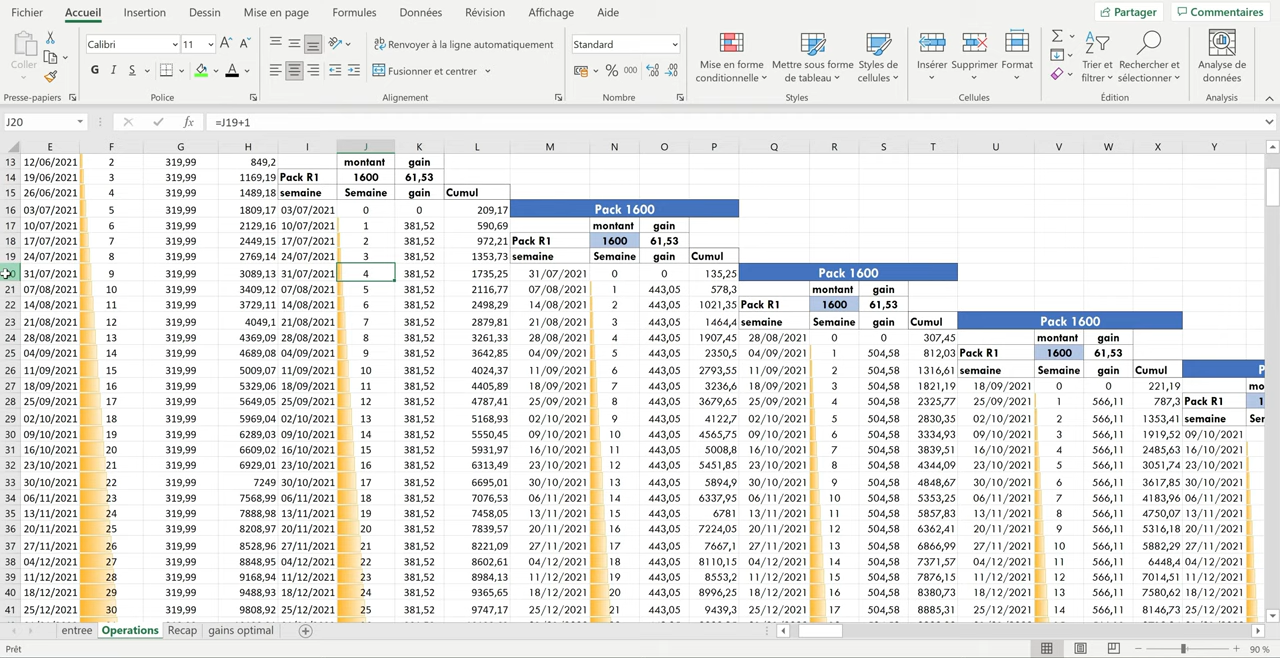 Fichier Accueil Insertion Dessin Mise en page Formules Données Révision Affichage Aide Partager Commentaires
Coller Calibri 11 A A Renvoyer à la ligne automatiquement Standard
G I S A Fusionner et centrer % 000 Mise en forme conditionnelle Mettre sous forme de tableau Styles de cellules Insérer Supprimer Format Trier et filtrer Rechercher et sélectionner Analyse de données
Presse-papiers Police Alignement Nombre Styles Cellules Édition Analyse
J20 fx =J19+1
E F G H I J K L M N O P Q R S T U V W X Y
13 12/06/2021 2 319,99 849,2 montant gain
14 19/06/2021 3 319,99 1169,19 Pack R1 1600 61,53
15 26/06/2021 4 319,99 1489,18 semaine Semaine gain Cumul
16 03/07/2021 5 319,99 1809,17 03/07/2021 0 0 209,17 Pack 1600
17 10/07/2021 6 319,99 2129,16 10/07/2021 1 381,52 590,69 montant gain
18 17/07/2021 7 319,99 2449,15 17/07/2021 2 381,52 972,21 Pack R1 1600 61,53
19 24/07/2021 8 319,99 2769,14 24/07/2021 3 381,52 1353,73 semaine Semaine gain Cumul
31/07/2021 9 319,99 3089,13 31/07/2021 4 381,52 1735,25 31/07/2021 0 0 135,25 Pack 1600
21 07/08/2021 10 319,99 3409,12 07/08/2021 5 381,52 2116,77 07/08/2021 1 443,05 578,3 montant gain
22 14/08/2021 11 319,99 3729,11 14/08/2021 6 381,52 2498,29 14/08/2021 2 443,05 1021,35 Pack R1 1600 61,53
23 21/08/2021 12 319,99 4049,1 21/08/2021 7 381,52 2879,81 21/08/2021 3 443,05 1464,4 semaine Semaine gain Cumul Pack 1600
24 28/08/2021 13 319,99 4369,09 28/08/2021 8 381,52 3261,33 28/08/2021 4 443,05 1907,45 28/08/2021 0 0 307,45 montant gain
25 04/09/2021 14 319,99 4689,08 04/09/2021 9 381,52 3642,85 04/09/2021 5 443,05 2350,5 04/09/2021 1 504,58 812,03 Pack R1 1600 61,53
26 11/09/2021 15 319,99 5009,07 11/09/2021 10 381,52 4024,37 11/09/2021 6 443,05 2793,55 11/09/2021 2 504,58 1316,61 semaine Semaine gain Cumul
27 18/09/2021 16 319,99 5329,06 18/09/2021 11 381,52 4405,89 18/09/2021 7 443,05 3236,6 18/09/2021 3 504,58 1821,19 18/09/2021 0 0 221,19
28 25/09/2021 17 319,99 5649,05 25/09/2021 12 381,52 4787,41 25/09/2021 8 443,05 3679,65 25/09/2021 4 504,58 2325,77 25/09/2021 1 566,11 787,3 Pack R1
29 02/10/2021 18 319,99 5969,04 02/10/2021 13 381,52 5168,93 02/10/2021 9 443,05 4122,7 02/10/2021 5 504,58 2830,35 02/10/2021 2 566,11 1353,41 semaine
30 09/10/2021 19 319,99 6289,03 09/10/2021 14 381,52 5550,45 09/10/2021 10 443,05 4565,75 09/10/2021 6 504,58 3334,93 09/10/2021 3 566,11 1919,52 09/10/2021
31 16/10/2021 20 319,99 6609,02 16/10/2021 15 381,52 5931,97 16/10/2021 11 443,05 5008,8 16/10/2021 7 504,58 3839,51 16/10/2021 4 566,11 2485,63 16/10/2021
32 23/10/2021 21 319,99 6929,01 23/10/2021 16 381,52 6313,49 23/10/2021 12 443,05 5451,85 23/10/2021 8 504,58 4344,09 23/10/2021 5 566,11 3051,74 23/10/2021
33 30/10/2021 22 319,99 7249 30/10/2021 17 381,52 6695,01 30/10/2021 13 443,05 5894,9 30/10/2021 9 504,58 4848,67 30/10/2021 6 566,11 3617,85 30/10/2021
34 06/11/2021 23 319,99 7568,99 06/11/2021 18 381,52 7076,53 06/11/2021 14 443,05 6337,95 06/11/2021 10 504,58 5353,25 06/11/2021 7 566,11 4183,96 06/11/2021
35 13/11/2021 24 319,99 7888,98 13/11/2021 19 381,52 7458,05 13/11/2021 15 443,05 6781 13/11/2021 11 504,58 5857,83 13/11/2021 8 566,11 4750,07 13/11/2021
36 20/11/2021 25 319,99 8208,97 20/11/2021 20 381,52 7839,57 20/11/2021 16 443,05 7224,05 20/11/2021 12 504,58 6362,41 20/11/2021 9 566,11 5316,18 20/11/2021
37 27/11/2021 26 319,99 8528,96 27/11/2021 21 381,52 8221,09 27/11/2021 17 443,05 7667,1 27/11/2021 13 504,58 6866,99 27/11/2021 10 566,11 5882,29 27/11/2021
38 04/12/2021 27 319,99 8848,95 04/12/2021 22 381,52 8602,61 04/12/2021 18 443,05 8110,15 04/12/2021 14 504,58 7371,57 04/12/2021 11 566,11 6448,4 04/12/2021
39 11/12/2021 28 319,99 9168,94 11/12/2021 23 381,52 8984,13 11/12/2021 19 443,05 8553,2 11/12/2021 15 504,58 7876,15 11/12/2021 12 566,11 7014,51 11/12/2021
40 18/12/2021 29 319,99 9488,93 18/12/2021 24 381,52 9365,65 18/12/2021 20 443,05 8996,25 18/12/2021 16 504,58 8380,73 18/12/2021 13 566,11 7580,62 18/12/2021
41 25/12/2021 30 319,99 9808,92 25/12/2021 25 381,52 9747,17 25/12/2021 21 443,05 9439,3 25/12/2021 17 504,58 8885,31 25/12/2021 14 566,11 8146,73 25/12/2021
entree Operations Recap gains optimal
Prêt 90 %